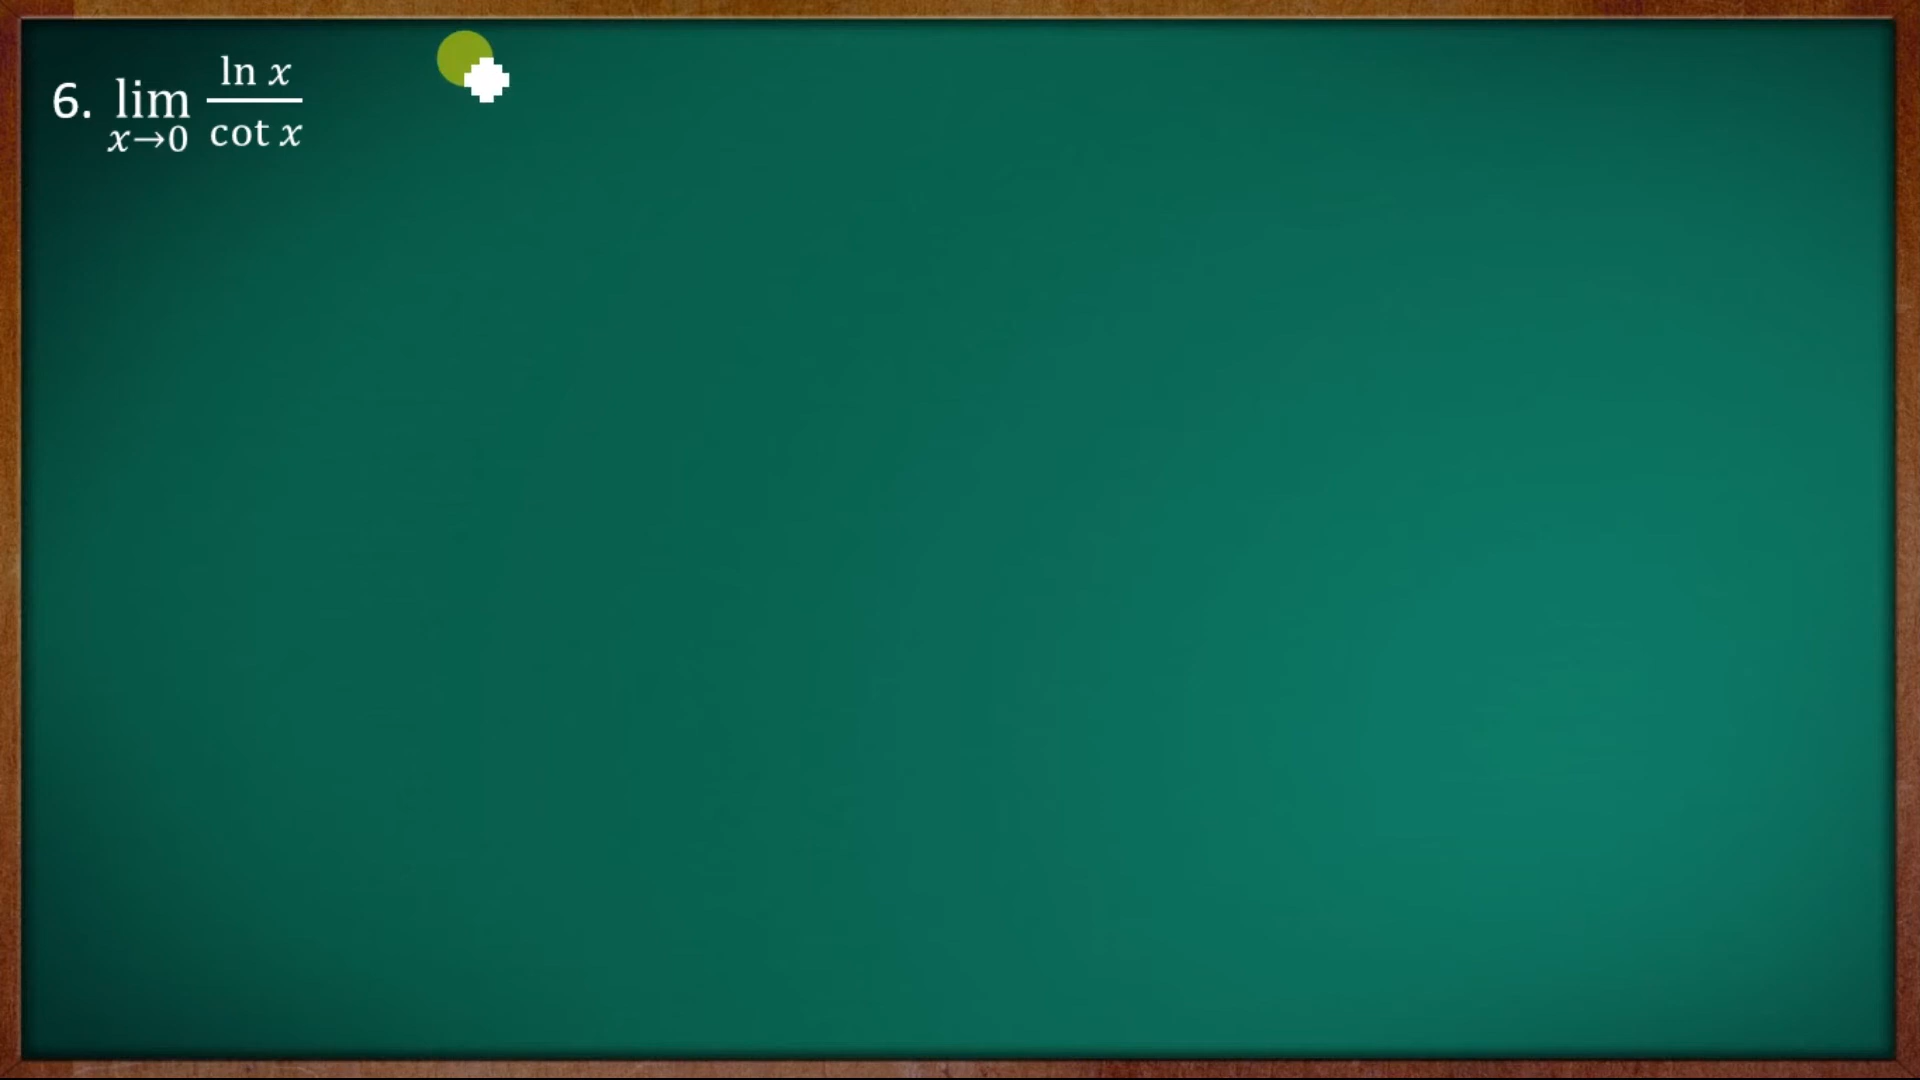 6. lim x→0 ln x / cot x